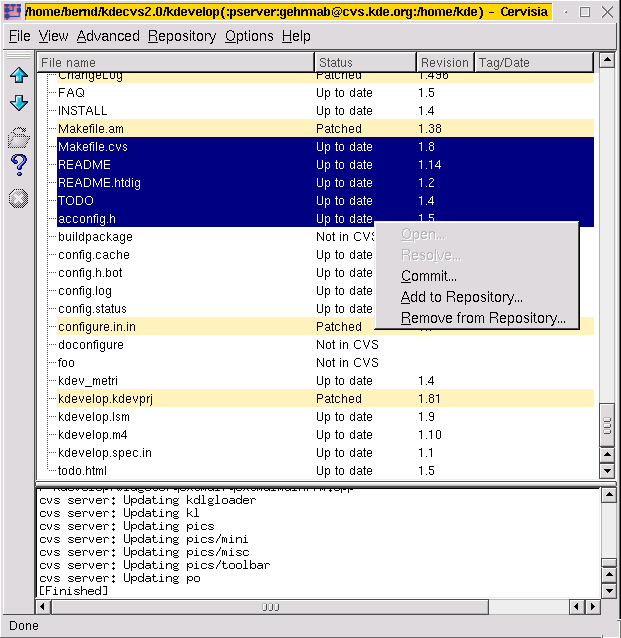 /home/bernd/kdecvs2.0/kdevelop(:pserver:gehrmab@cvs.kde.org:/home/kde) - Cervisia
File View Advanced Repository Options Help
File name Status Revision Tag/Date
ChangeLog Patched 1.496
FAQ Up to date 1.5
INSTALL Up to date 1.4
Makefile.am Patched 1.38
Makefile.cvs Up to date 1.8
README Up to date 1.14
README.htdig Up to date 1.2
TODO Up to date 1.4
acconfig.h Up to date 1.5
buildpackage Not in CVS
Open...
config.cache Up to date
Resolve...
config.h.bot Up to date
Commit...
config.log Up to date
Add to Repository...
config.status Up to date
Remove from Repository...
configure.in.in Patched
doconfigure Not in CVS
foo Not in CVS
kdev_metri Up to date 1.4
kdevelop.kdevprj Patched 1.81
kdevelop.lsm Up to date 1.9
kdevelop.m4 Up to date 1.10
kdevelop.spec.in Up to date 1.1
todo.html Up to date 1.5
cvs server: Updating kdlgloader
cvs server: Updating kl
cvs server: Updating pics
cvs server: Updating pics/mini
cvs server: Updating pics/misc
cvs server: Updating pics/toolbar
cvs server: Updating po
[Finished]
Done